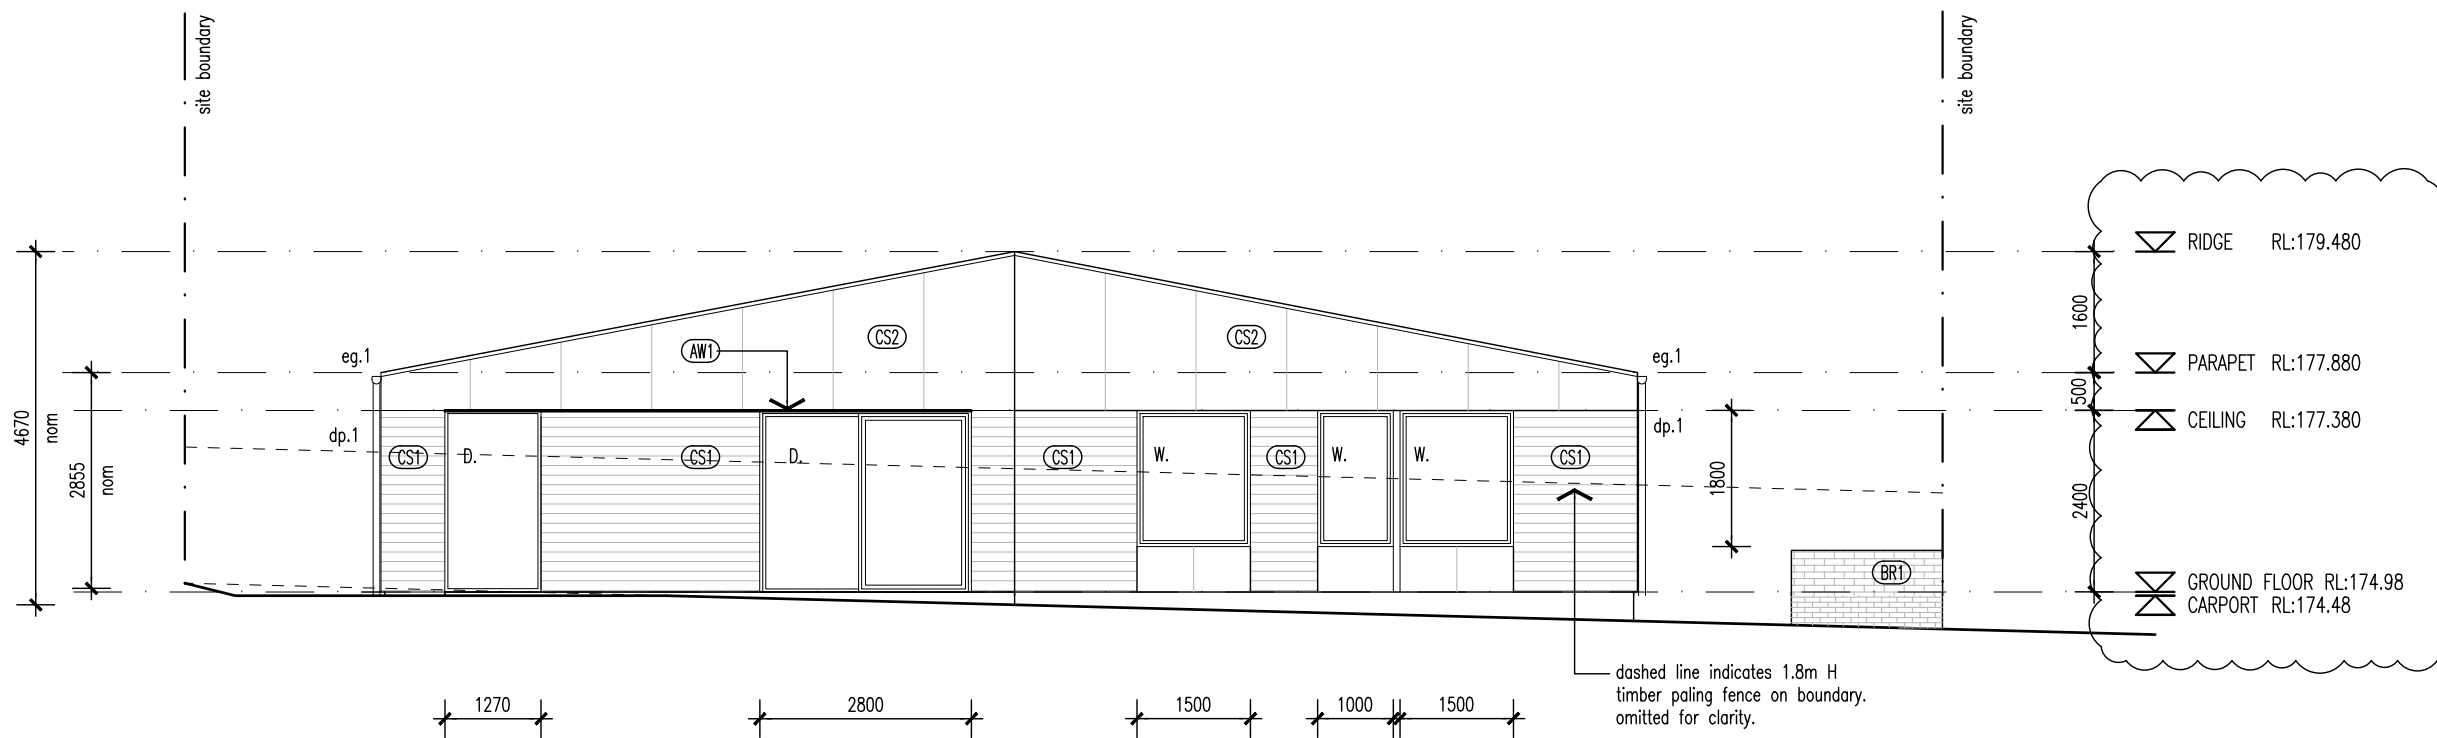 site boundary
site boundary
RIDGE RL:179.480
1600
CS2
CS2
AW1
eg.1
eg.1
PARAPET RL:177.880
500
CEILING RL:177.380
4670
nom
2855
nom
dp.1
dp.1
CS1
D.
CS1
D.
CS1
W.
CS1
W.
W.
CS1
1800
2400
BR1
GROUND FLOOR RL:174.98
CARPORT RL:174.48
dashed line indicates 1.8m H
timber paling fence on boundary.
omitted for clarity.
1270
2800
1500
1000
1500